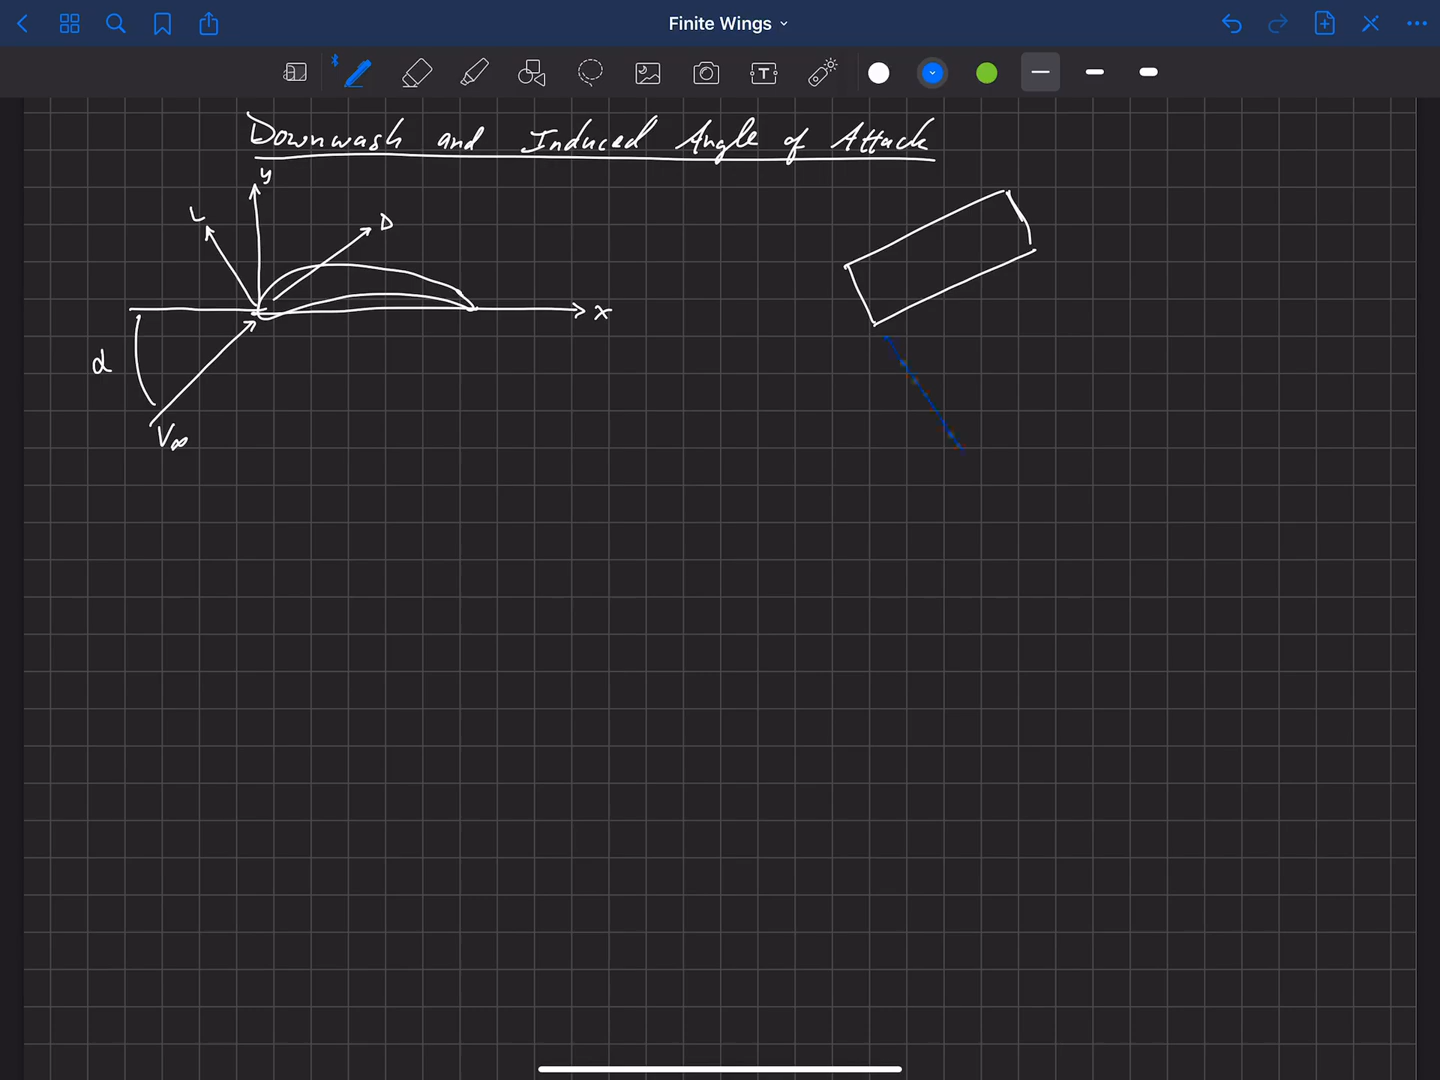 Finite Wings
T
Downwash and Induced Angle of Attack
y
L
D
x
α
V∞